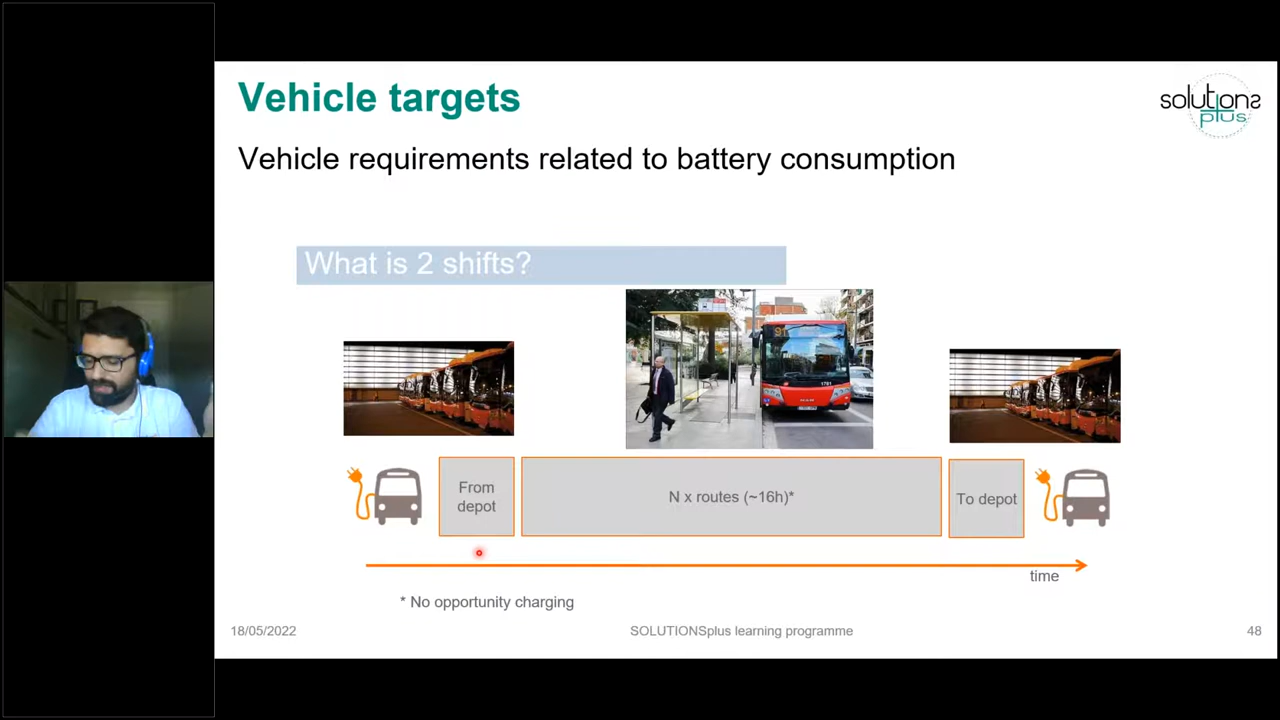 Vehicle targets
solutions
plus
Vehicle requirements related to battery consumption
What is 2 shifts?
91
From
depot
N x routes (~16h)*
To depot
time
* No opportunity charging
18/05/2022
SOLUTIONSplus learning programme
48